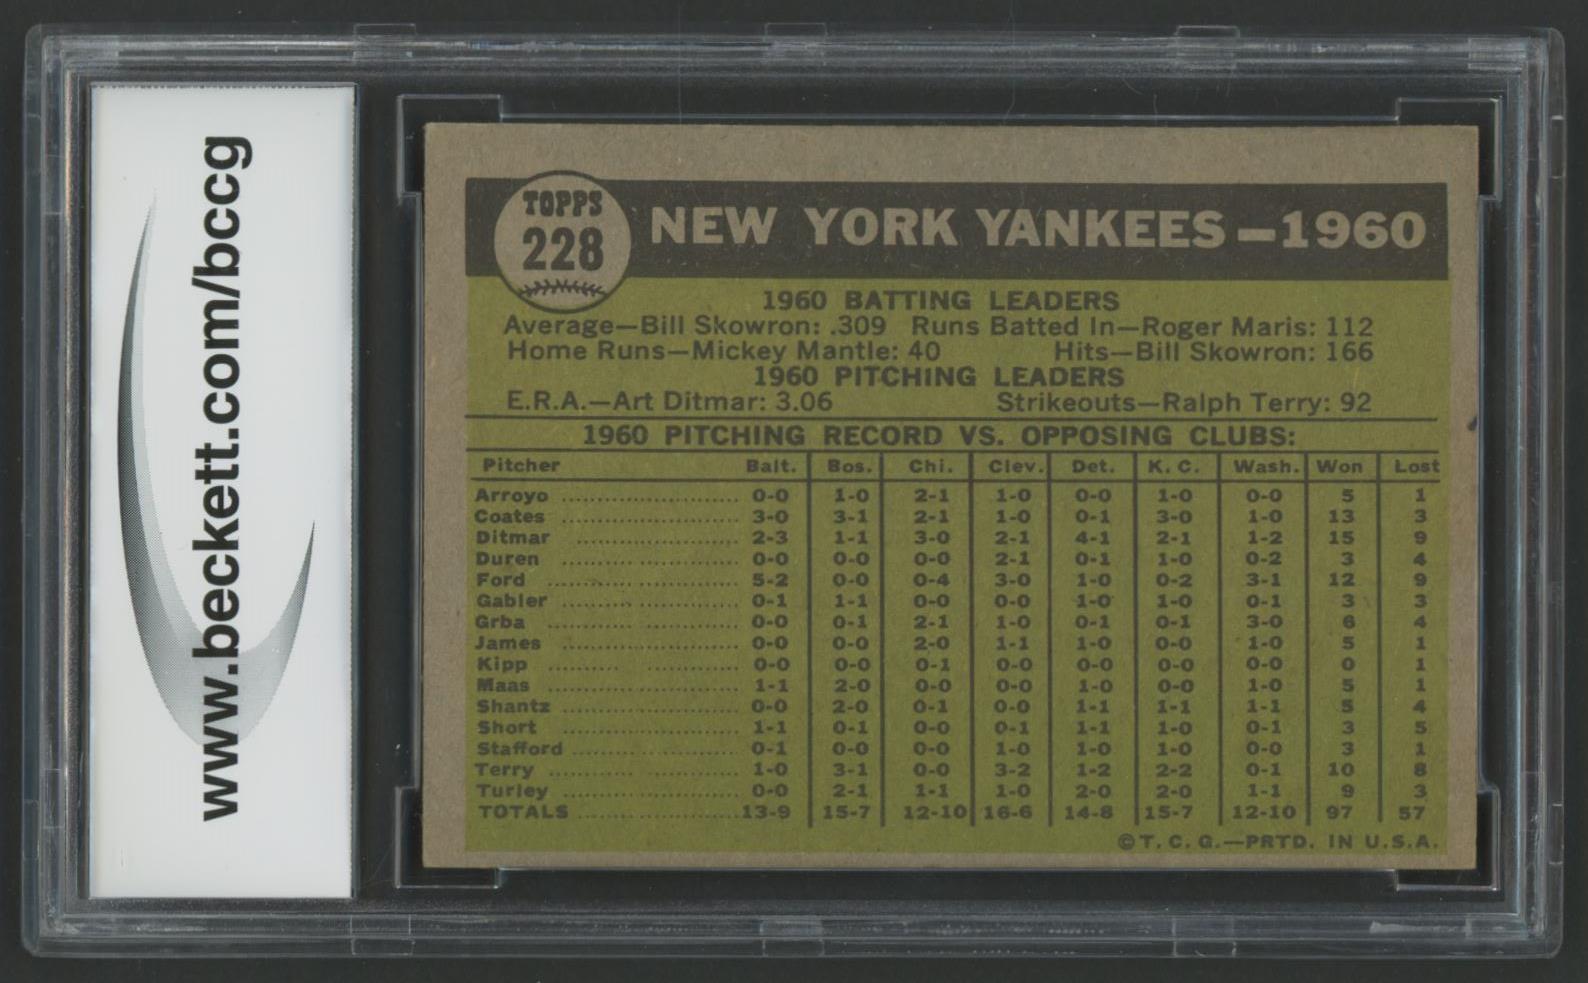 www.beckett.com/bccg
TOPPS
228
NEW YORK YANKEES—1960
1960 BATTING LEADERS
Average—Bill Skowron: .309 Runs Batted In—Roger Maris: 112
Home Runs—Mickey Mantle: 40 Hits—Bill Skowron: 166
1960 PITCHING LEADERS
E.R.A.—Art Ditmar: 3.06 Strikeouts—Ralph Terry: 92
1960 PITCHING RECORD VS. OPPOSING CLUBS:
Pitcher Balt. Bos. Chi. Clev. Det. K. C. Wash. Won Lost
Arroyo 0-0 1-0 2-1 1-0 0-0 1-0 0-0 5 1
Coates 3-0 3-1 2-1 1-0 0-1 3-0 1-0 13 3
Ditmar 2-3 1-1 3-0 2-1 4-1 2-1 1-2 15 9
Duren 0-0 0-0 0-0 2-1 0-1 1-0 0-2 3 4
Ford 5-2 0-0 0-4 3-0 1-0 0-2 3-1 12 9
Gabler 0-1 1-1 0-0 0-0 1-0 1-0 0-1 3 3
Grba 0-0 0-1 2-1 1-0 0-1 0-1 3-0 6 4
James 0-0 0-0 2-0 1-1 1-0 0-0 1-0 5 1
Kipp 0-0 0-0 0-1 0-0 0-0 0-0 0-0 0 1
Maas 1-1 2-0 0-0 0-0 1-0 0-0 1-0 5 1
Shantz 0-0 2-0 0-1 0-0 1-1 1-1 1-1 5 4
Short 1-1 0-1 0-0 0-1 1-1 1-0 0-1 3 5
Stafford 0-1 0-0 0-0 1-0 1-0 1-0 0-0 3 1
Terry 1-0 3-1 0-0 3-2 1-2 2-2 0-1 10 8
Turley 0-0 2-1 1-1 1-0 2-0 2-0 1-1 9 3
TOTALS 13-9 15-7 12-10 16-6 14-8 15-7 12-10 97 57
©T. C. G.—PRTD. IN U.S.A.